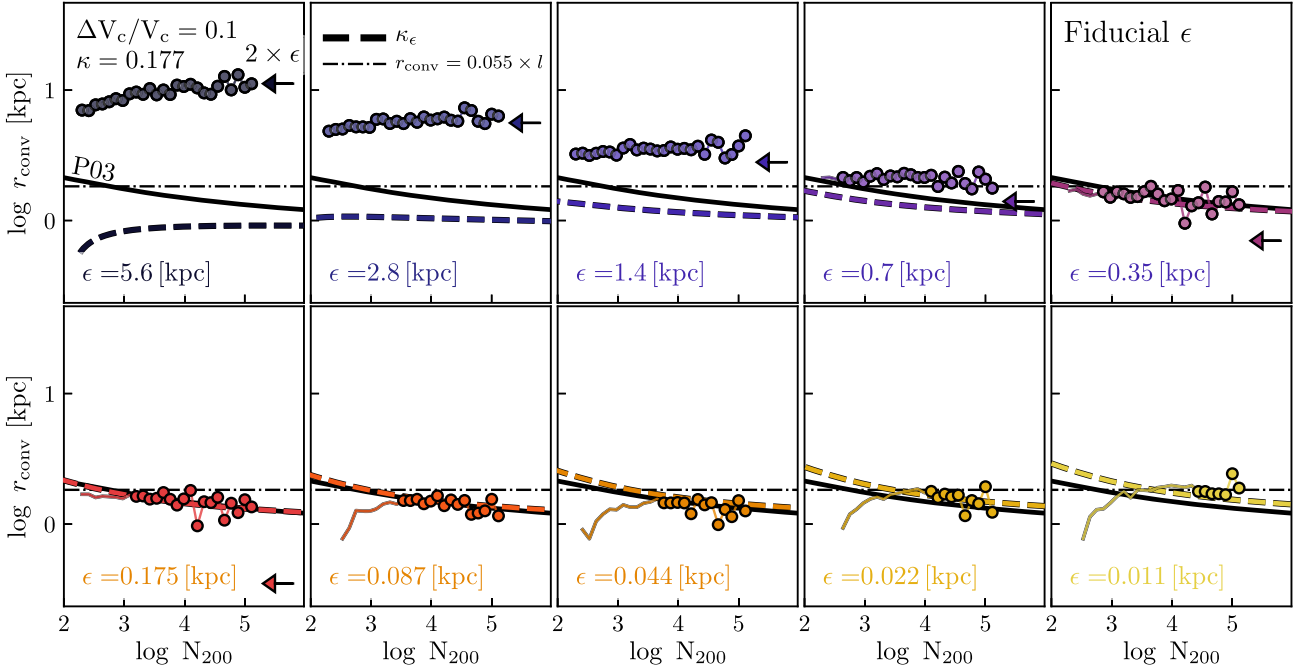 ΔV_c/V_c = 0.1
κ = 0.177
2 × ϵ
P03
ϵ =5.6 [kpc]
κ_ϵ
r_conv = 0.055 × l
ϵ =2.8 [kpc]
ϵ =1.4 [kpc]
ϵ =0.7 [kpc]
Fiducial ϵ
ϵ =0.35 [kpc]
1
0
log r_conv [kpc]
ϵ =0.175 [kpc]
ϵ =0.087 [kpc]
ϵ =0.044 [kpc]
ϵ =0.022 [kpc]
ϵ =0.011 [kpc]
1
0
log r_conv [kpc]
2 3 4 5 2 3 4 5 2 3 4 5 2 3 4 5 2 3 4 5
log N_200 log N_200 log N_200 log N_200 log N_200